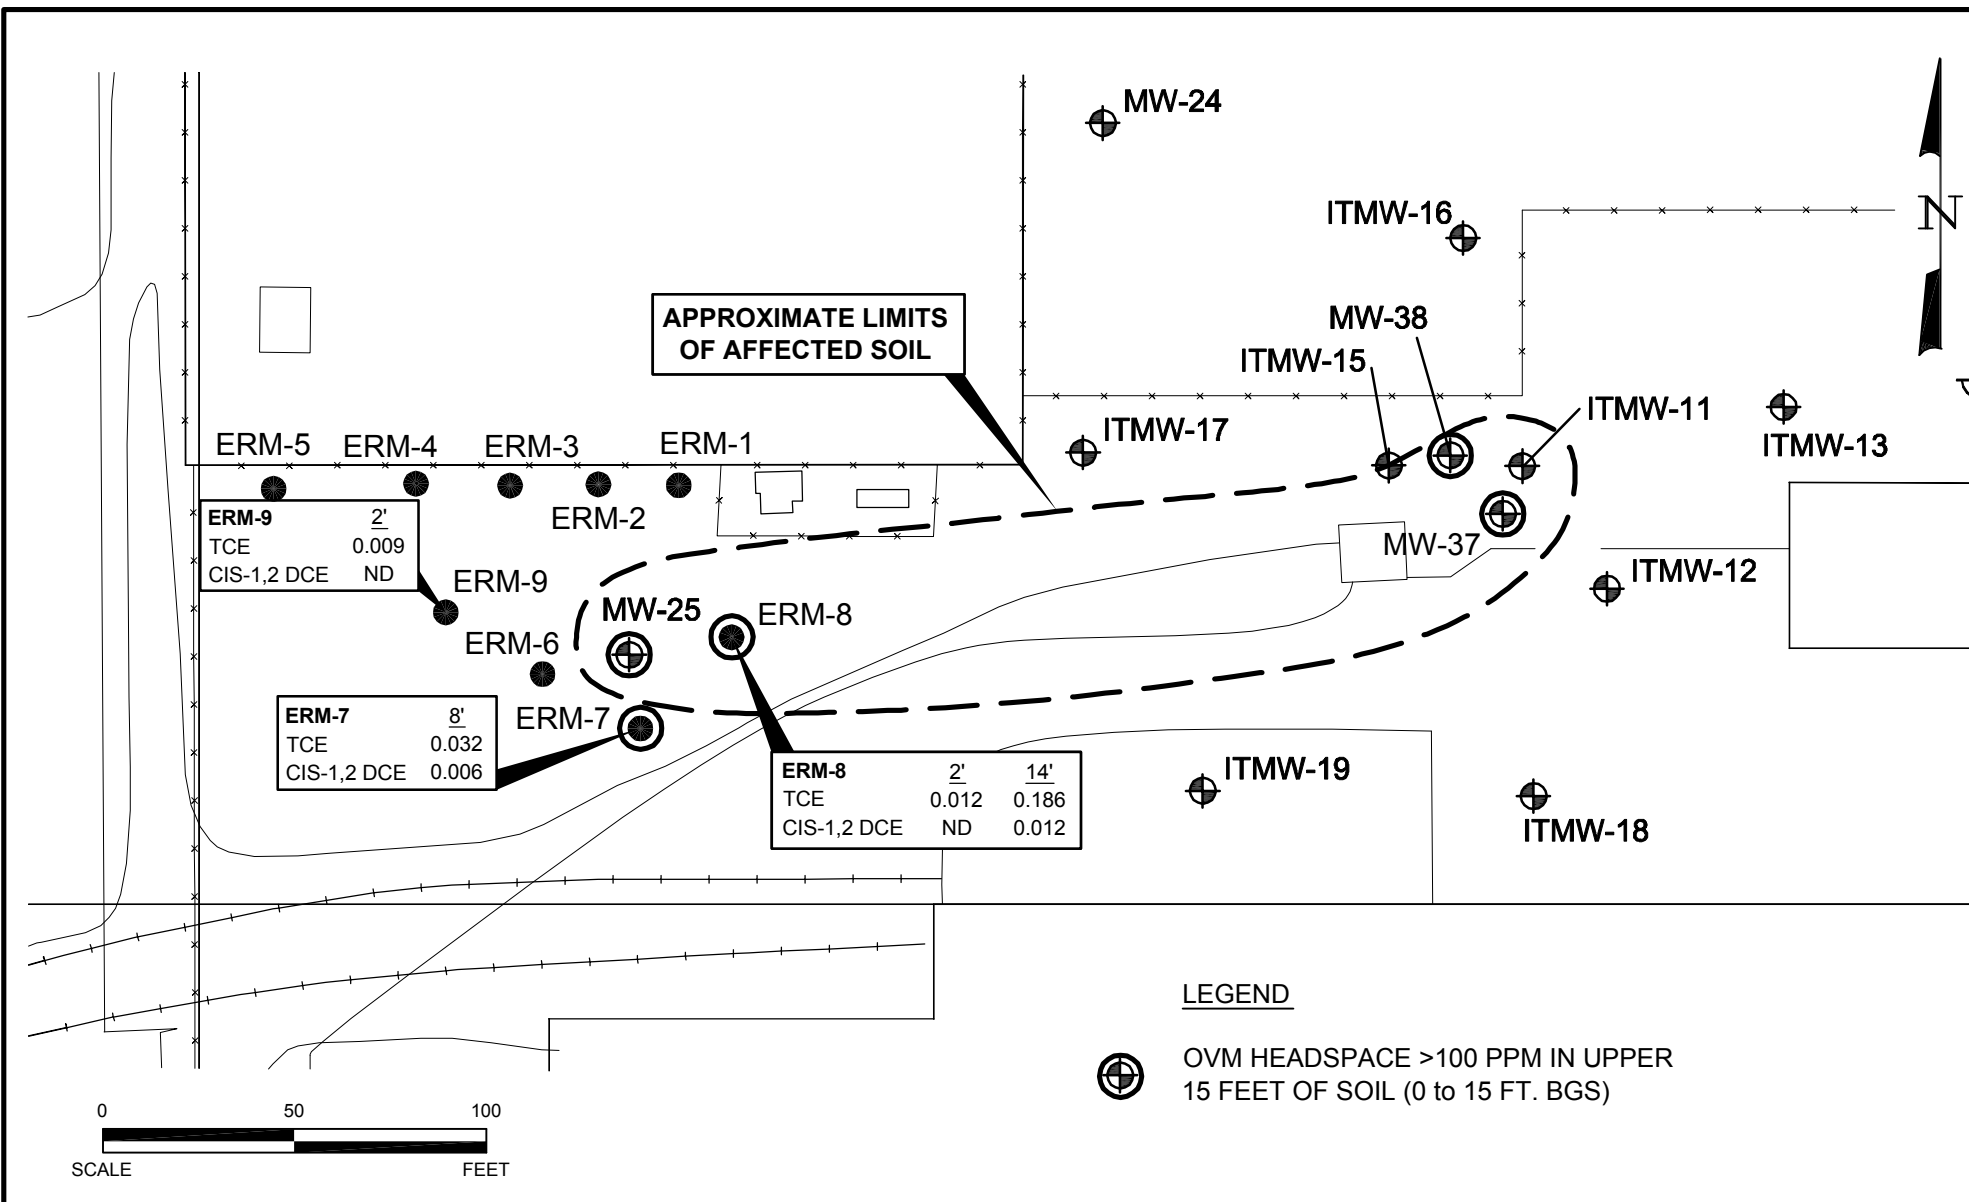 MW-24
ITMW-16
N
APPROXIMATE LIMITS
OF AFFECTED SOIL
MW-38
ITMW-15
ITMW-11
ITMW-17
ITMW-13
ERM-5
ERM-4
ERM-3
ERM-1
ERM-2
ERM-9 2'
TCE 0.009
CIS-1,2 DCE ND
MW-37
ITMW-12
ERM-9
MW-25
ERM-8
ERM-6
ERM-7
ERM-7 8'
TCE 0.032
CIS-1,2 DCE 0.006
ERM-8 2' 14'
TCE 0.012 0.186
CIS-1,2 DCE ND 0.012
ITMW-19
ITMW-18
LEGEND
OVM HEADSPACE >100 PPM IN UPPER
15 FEET OF SOIL (0 to 15 FT. BGS)
0 50 100
SCALE FEET